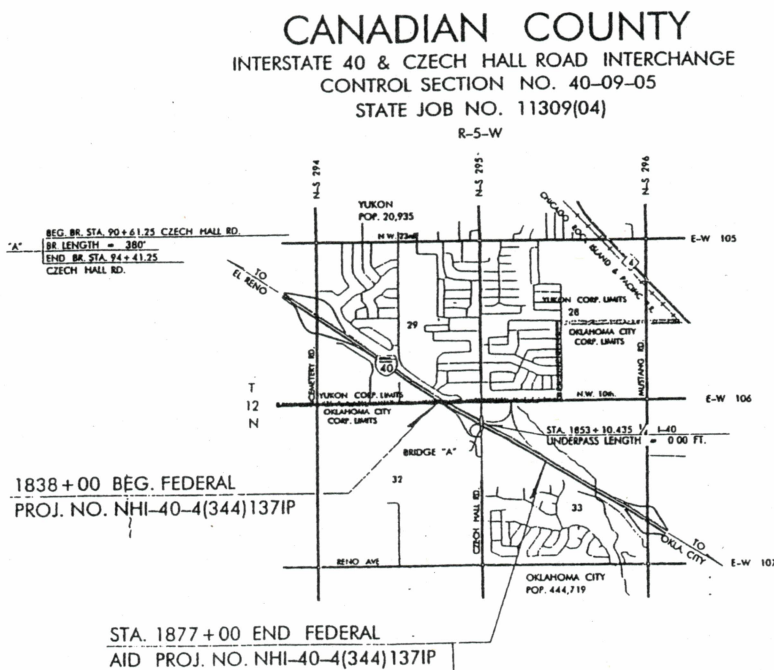 CANADIAN COUNTY
INTERSTATE 40 & CZECH HALL ROAD INTERCHANGE
CONTROL SECTION NO. 40-09-05
STATE JOB NO. 11309(04)
R-5-W
N-S 294
N-S 295
N-S 296
YUKON
POP. 20,935
N.W. 23rd
E-W 105
CHICAGO ROCK ISLAND & PACIFIC
"A"
BEG. BR. STA. 90+61.25 CZECH HALL RD.
BR LENGTH = 380'
END BR. STA. 94+41.25
CZECH HALL RD.
TO
EL RENO
YUKON CORP. LIMITS
28
OKLAHOMA CITY
CORP. LIMITS
29
40
CEMETERY RD.
MUSTANG RD.
T
12
N
YUKON CORP. LIMITS
OKLAHOMA CITY
CORP. LIMITS
N.W. 10th
E-W 106
STA. 1853+10.435 I-40
UNDERPASS LENGTH = 0.00 FT.
BRIDGE "A"
32
CZECH HALL RD.
33
1838+00 BEG. FEDERAL
PROJ. NO. NHI-40-4(344)137IP
TO
OKLA. CITY
RENO AVE
E-W 107
OKLAHOMA CITY
POP. 444,719
STA. 1877+00 END FEDERAL
AID PROJ. NO. NHI-40-4(344)137IP